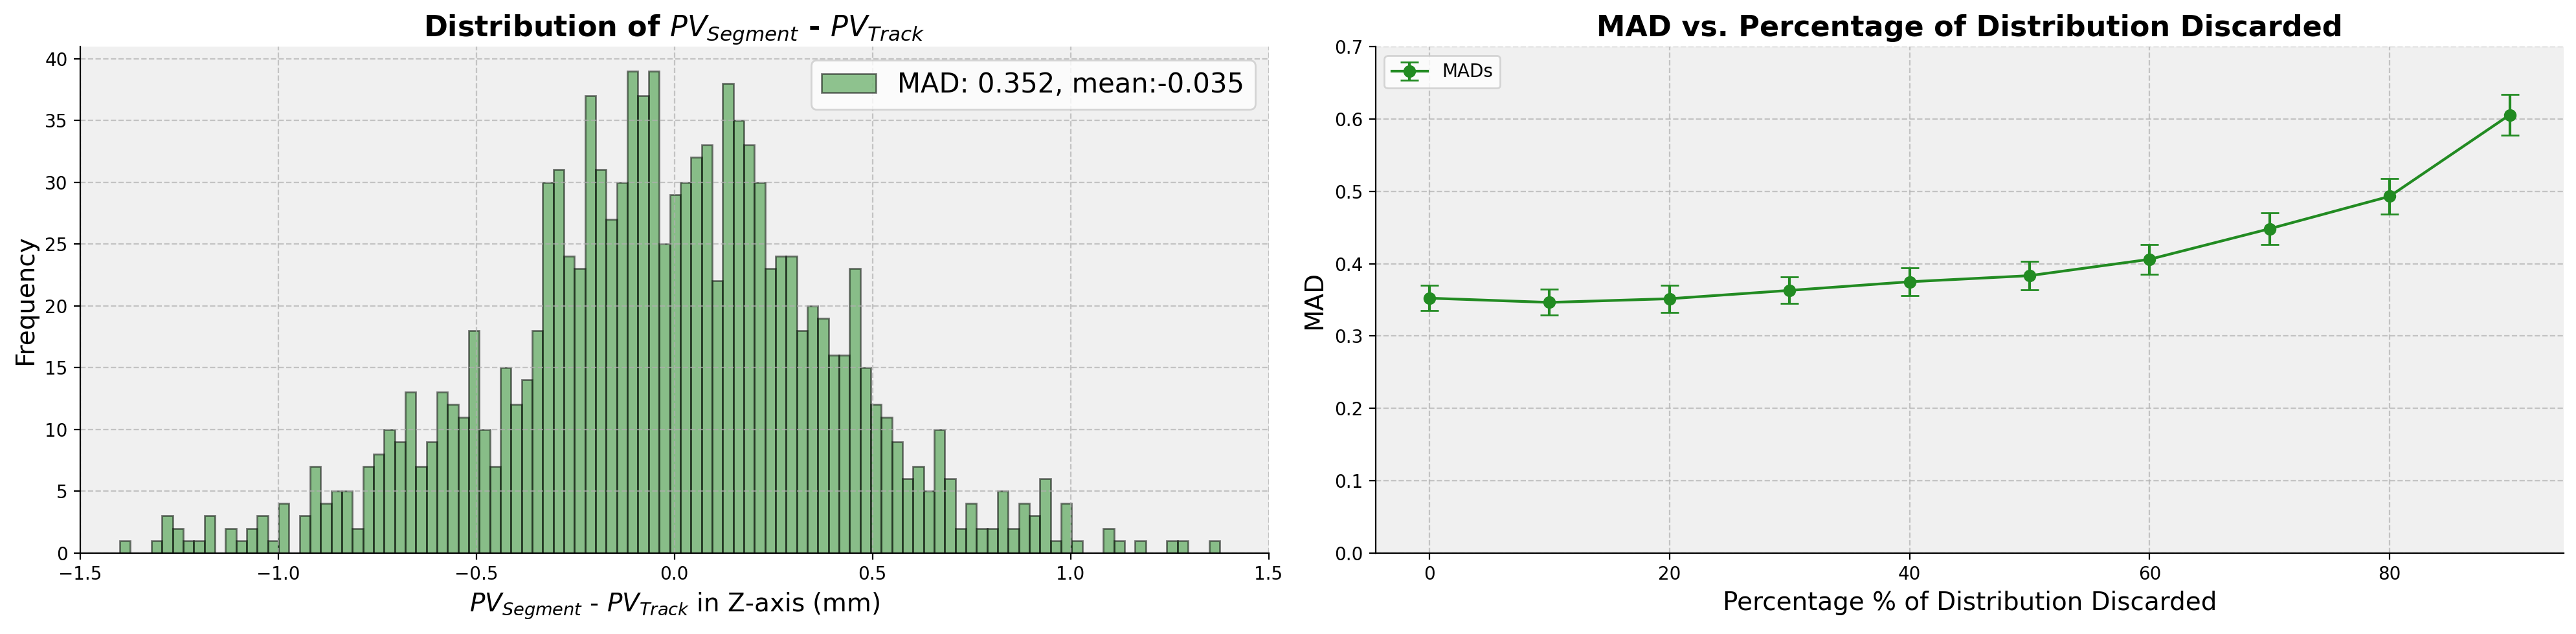 Distribution of PV_Segment - PV_Track
MAD: 0.352, mean:-0.035
Frequency
40
35
30
25
20
15
10
5
0
−1.5 −1.0 −0.5 0.0 0.5 1.0 1.5
PV_Segment - PV_Track in Z-axis (mm)
MAD vs. Percentage of Distribution Discarded
MADs
MAD
0.7
0.6
0.5
0.4
0.3
0.2
0.1
0.0
0 20 40 60 80
Percentage % of Distribution Discarded